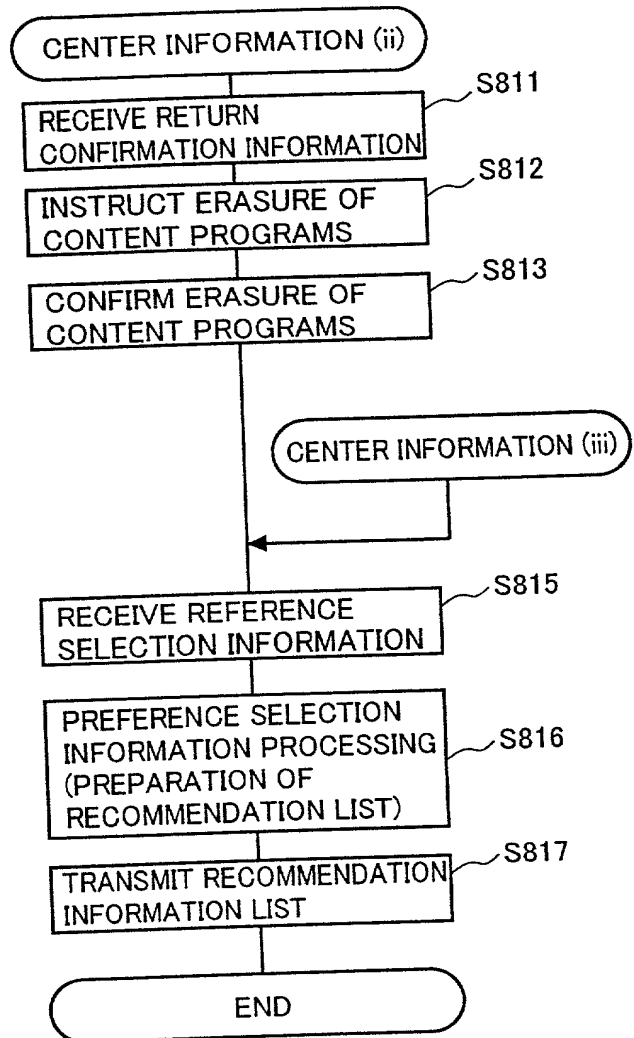 CENTER INFORMATION (ii)
S811
RECEIVE RETURN
CONFIRMATION INFORMATION
S812
INSTRUCT ERASURE OF
CONTENT PROGRAMS
S813
CONFIRM ERASURE OF
CONTENT PROGRAMS
CENTER INFORMATION (iii)
S815
RECEIVE REFERENCE
SELECTION INFORMATION
PREFERENCE SELECTION
INFORMATION PROCESSING
(PREPARATION OF
RECOMMENDATION LIST)
S816
S817
TRANSMIT RECOMMENDATION
INFORMATION LIST
END